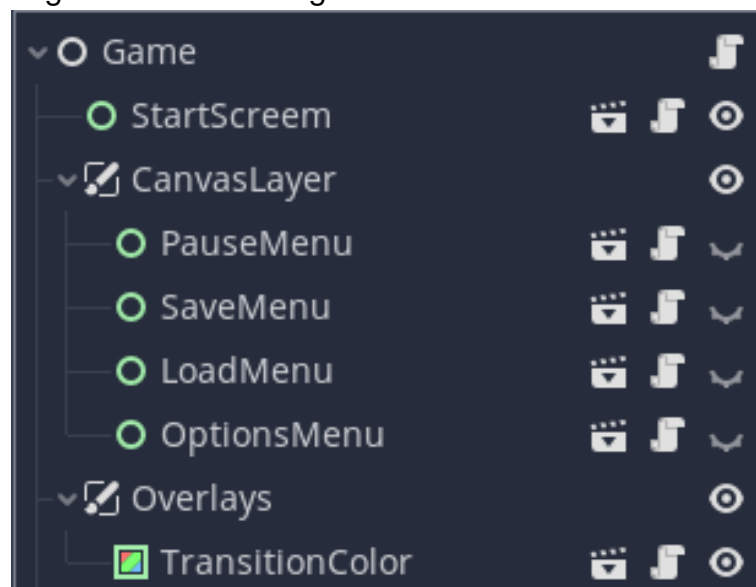 Game
StartScreem
CanvasLayer
PauseMenu
SaveMenu
LoadMenu
OptionsMenu
Overlays
TransitionColor